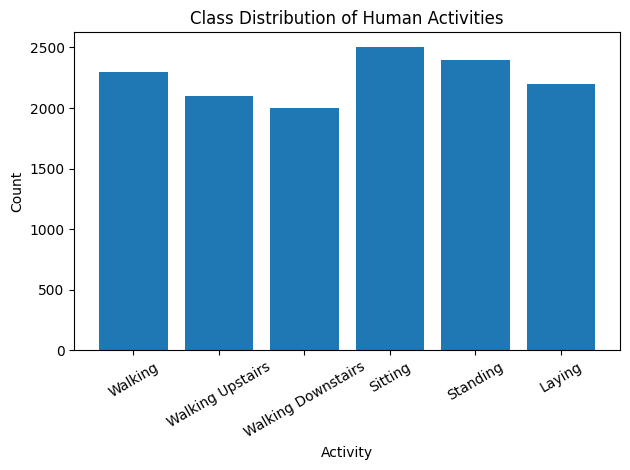 Class Distribution of Human Activities
2500
2000
1500
1000
500
0
Count
Walking
Walking Upstairs
Walking Downstairs
Sitting
Standing
Laying
Activity